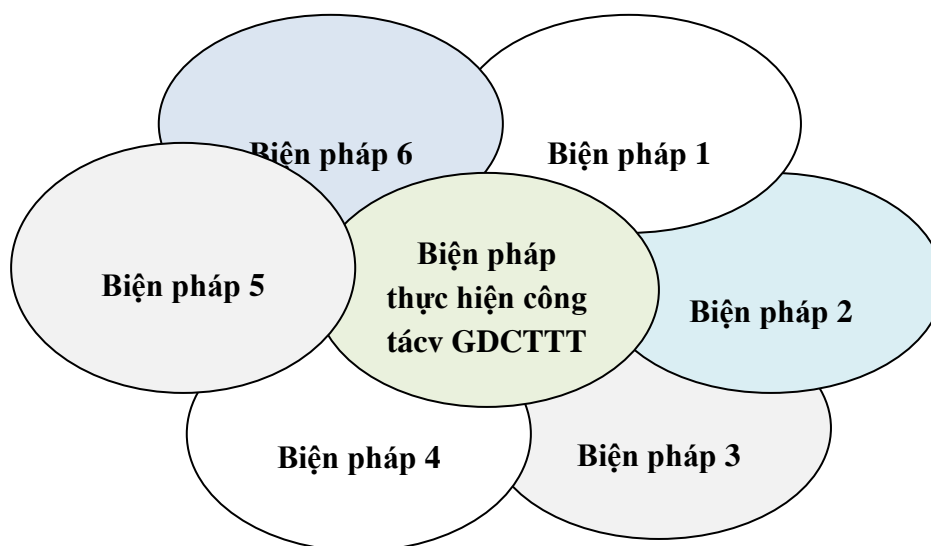 Biện pháp 6
Biện pháp 1
Biện pháp 5
Biện pháp
thực hiện công
tácv GDCTTT
Biện pháp 2
Biện pháp 4
Biện pháp 3